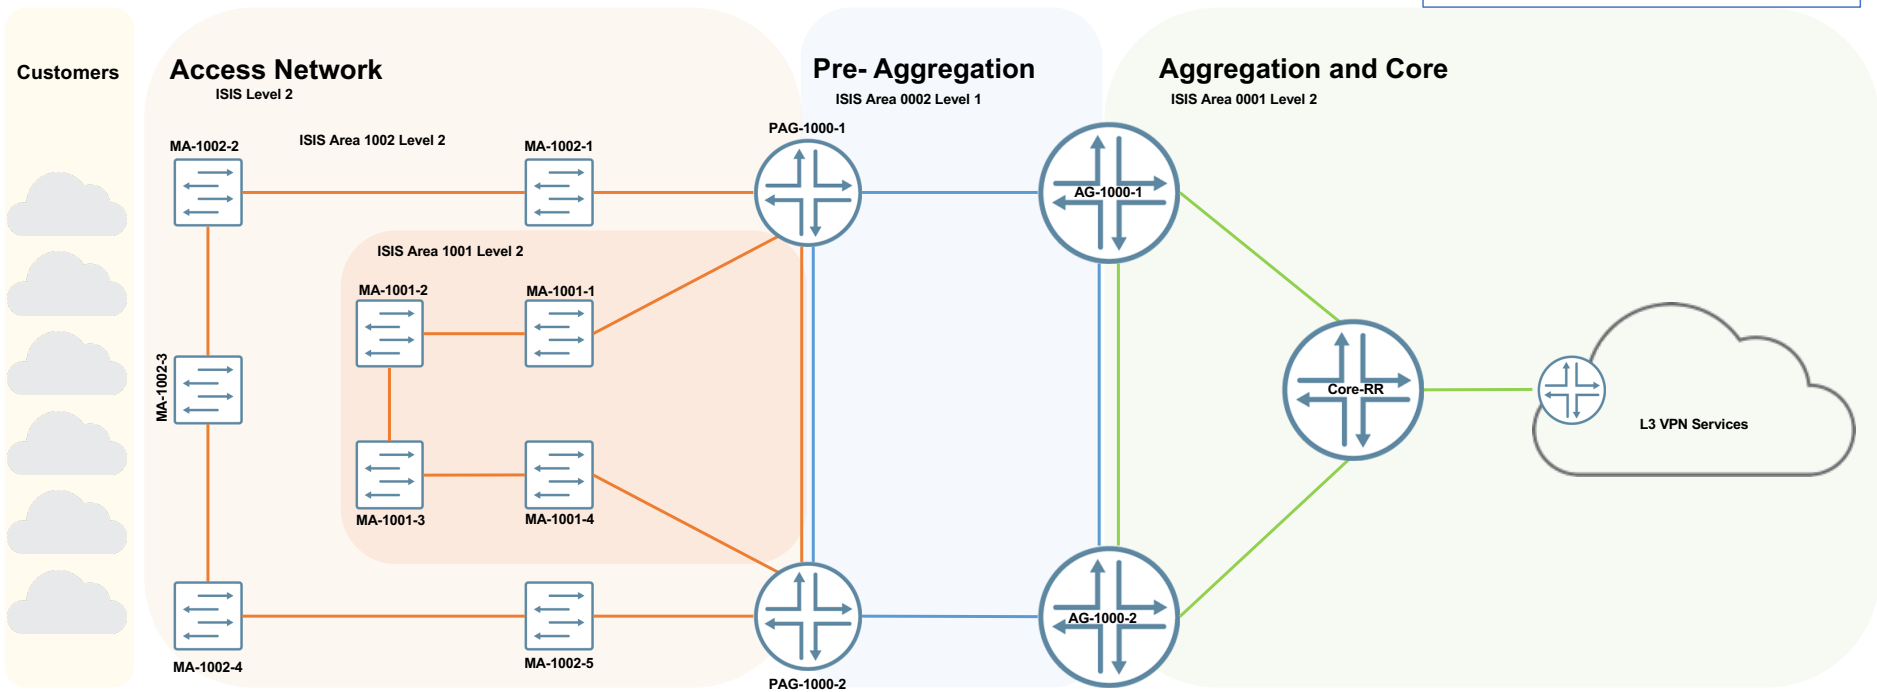 Customers
Access Network
ISIS Level 2
Pre- Aggregation
ISIS Area 0002 Level 1
Aggregation and Core
ISIS Area 0001 Level 2
PAG-1000-1
ISIS Area 1002 Level 2
MA-1002-2
MA-1002-1
AG-1000-1
ISIS Area 1001 Level 2
MA-1001-2
MA-1001-1
MA-1002-3
Core-RR
L3 VPN Services
MA-1001-3
MA-1001-4
AG-1000-2
MA-1002-4
MA-1002-5
PAG-1000-2